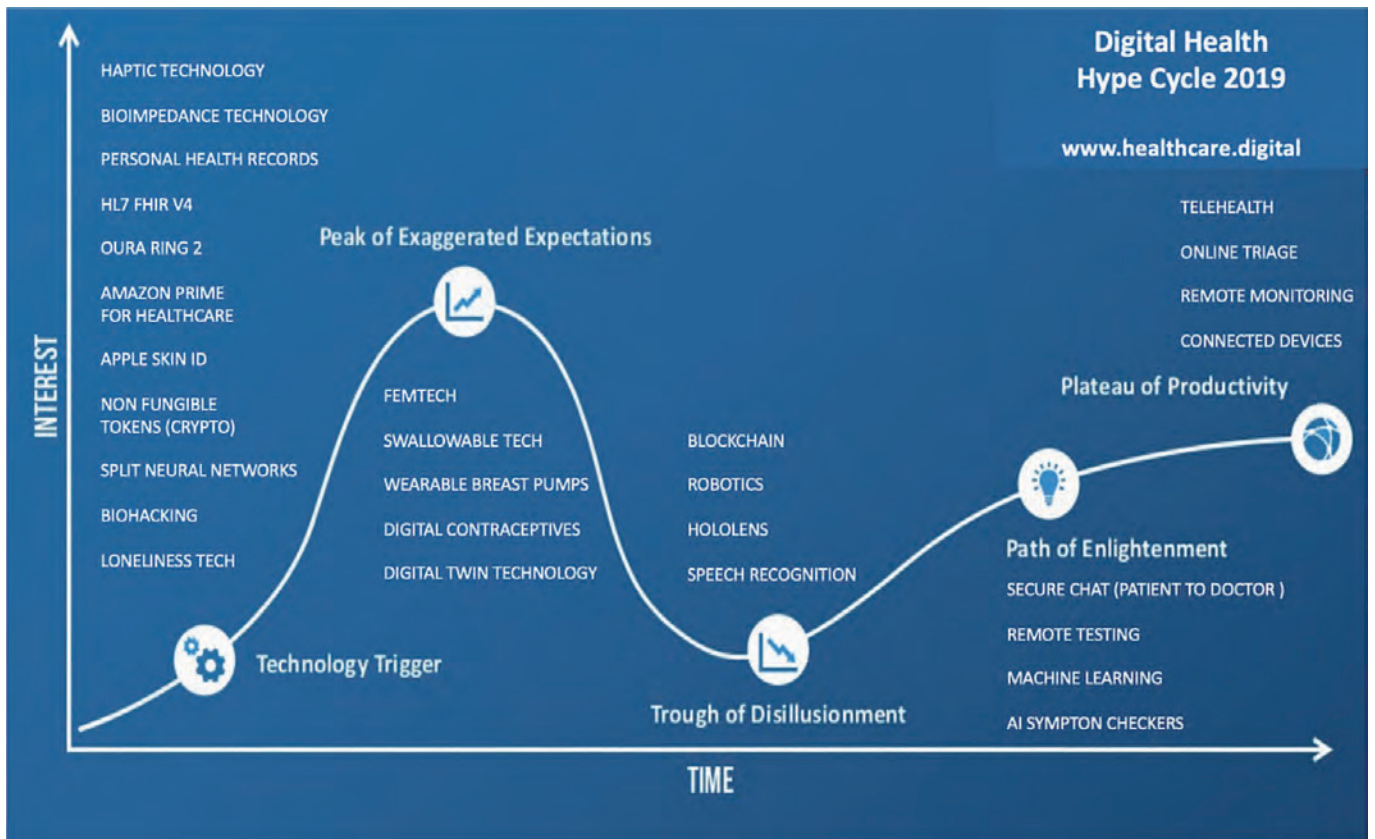 Digital Health
Hype Cycle 2019
www.healthcare.digital
INTEREST
HAPTIC TECHNOLOGY
BIOIMPEDANCE TECHNOLOGY
PERSONAL HEALTH RECORDS
HL7 FHIR V4
OURA RING 2
AMAZON PRIME
FOR HEALTHCARE
APPLE SKIN ID
NON FUNGIBLE
TOKENS (CRYPTO)
SPLIT NEURAL NETWORKS
BIOHACKING
LONELINESS TECH
Technology Trigger
Peak of Exaggerated Expectations
FEMTECH
SWALLOWABLE TECH
WEARABLE BREAST PUMPS
DIGITAL CONTRACEPTIVES
DIGITAL TWIN TECHNOLOGY
BLOCKCHAIN
ROBOTICS
HOLOLENS
SPEECH RECOGNITION
Trough of Disillusionment
TELEHEALTH
ONLINE TRIAGE
REMOTE MONITORING
CONNECTED DEVICES
Plateau of Productivity
Path of Enlightenment
SECURE CHAT (PATIENT TO DOCTOR )
REMOTE TESTING
MACHINE LEARNING
AI SYMPTON CHECKERS
TIME